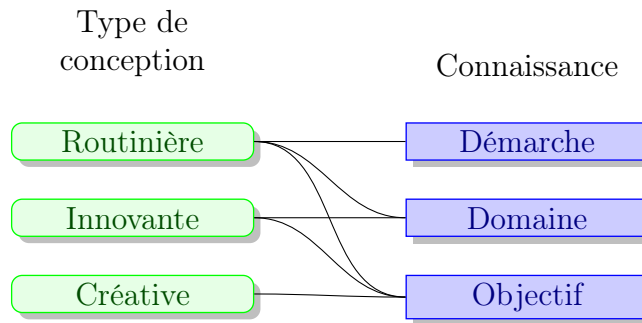 Type de
conception
Connaissance
Routinière
Démarche
Innovante
Domaine
Créative
Objectif